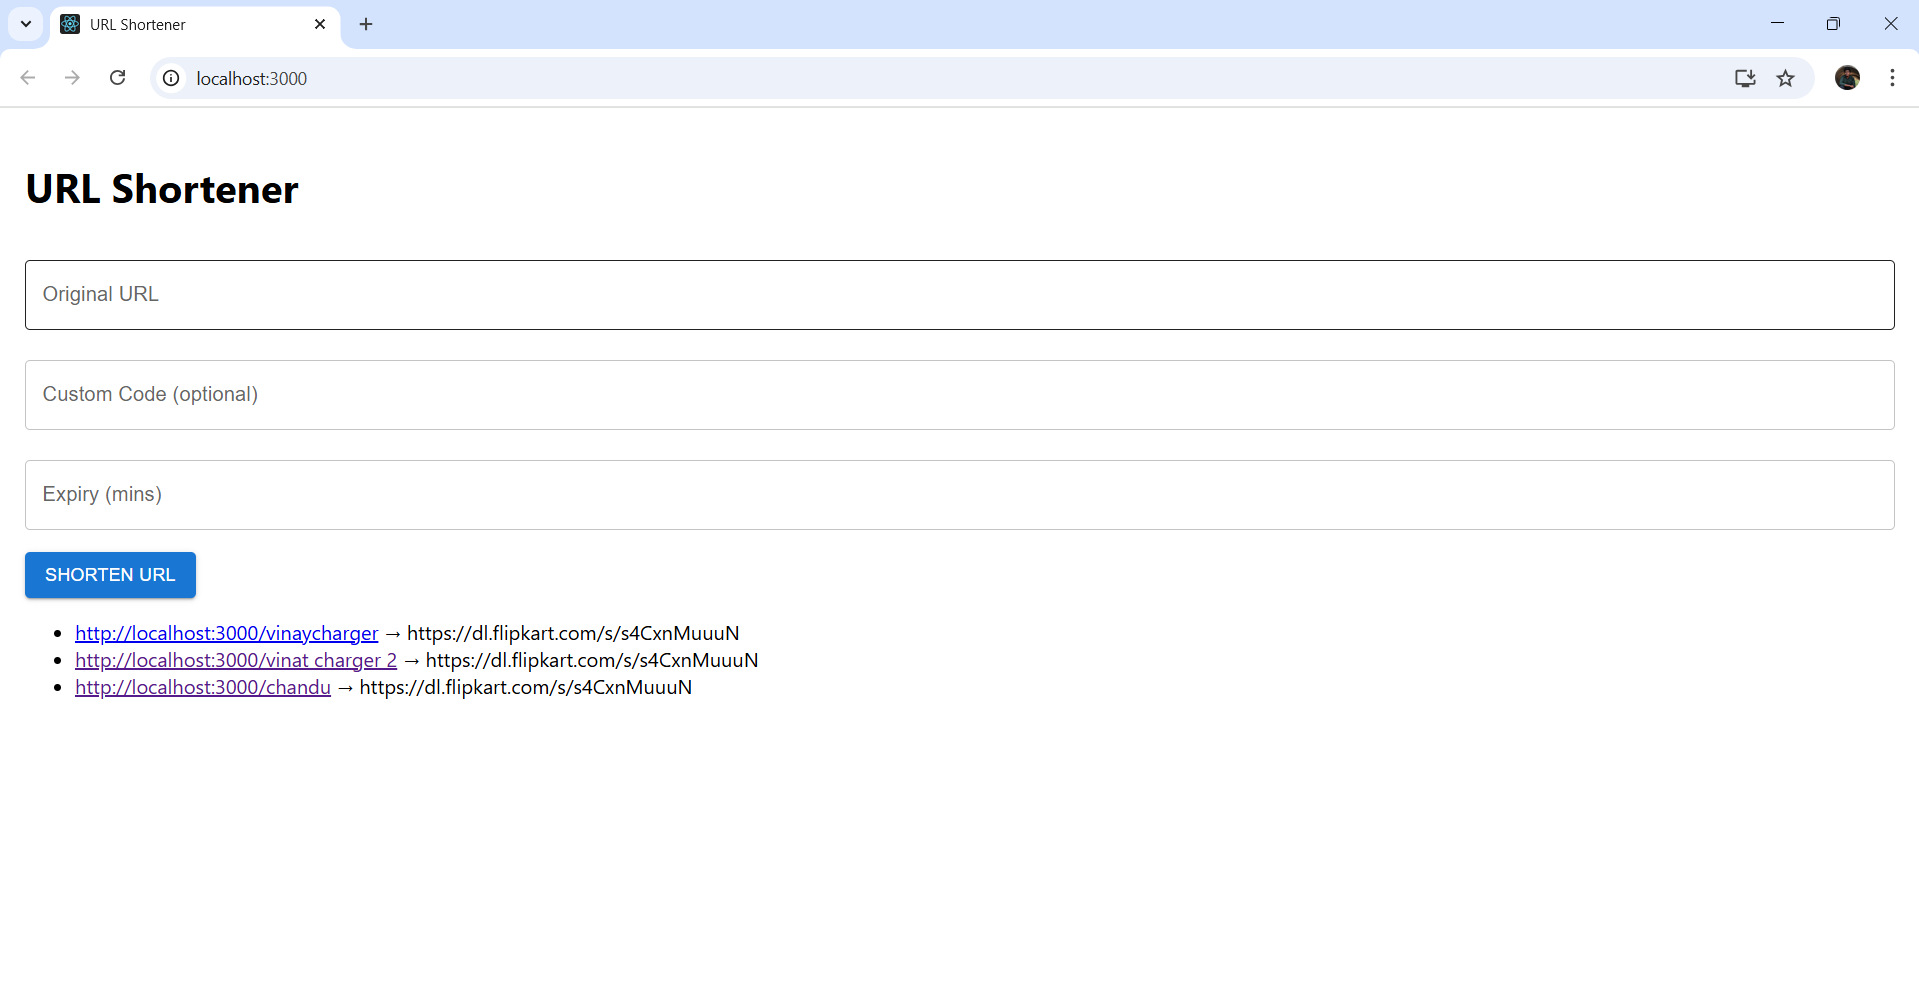 URL Shortener
localhost:3000
URL Shortener
Original URL
Custom Code (optional)
Expiry (mins)
SHORTEN URL
http://localhost:3000/vinaycharger → https://dl.flipkart.com/s/s4CxnMuuuN
http://localhost:3000/vinat charger 2 → https://dl.flipkart.com/s/s4CxnMuuuN
http://localhost:3000/chandu → https://dl.flipkart.com/s/s4CxnMuuuN